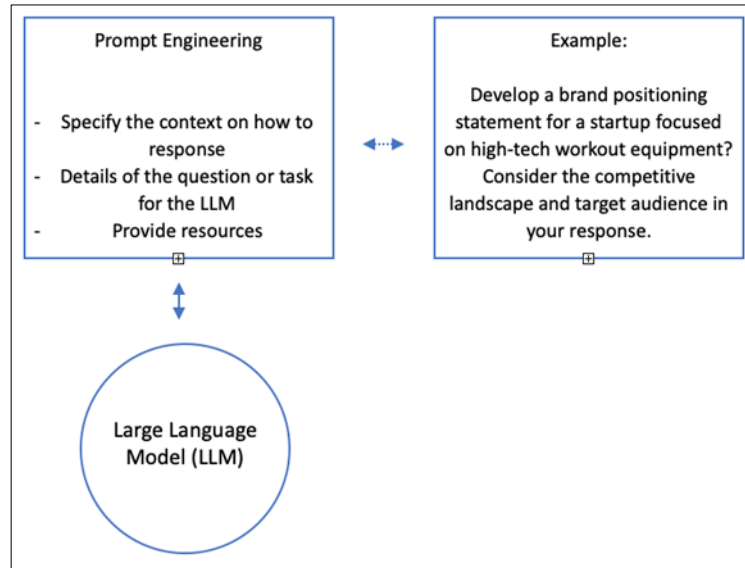 Prompt Engineering
- Specify the context on how to
response
- Details of the question or task
for the LLM
- Provide resources
Example:
Develop a brand positioning
statement for a startup focused
on high-tech workout equipment?
Consider the competitive
landscape and target audience in
your response.
Large Language
Model (LLM)